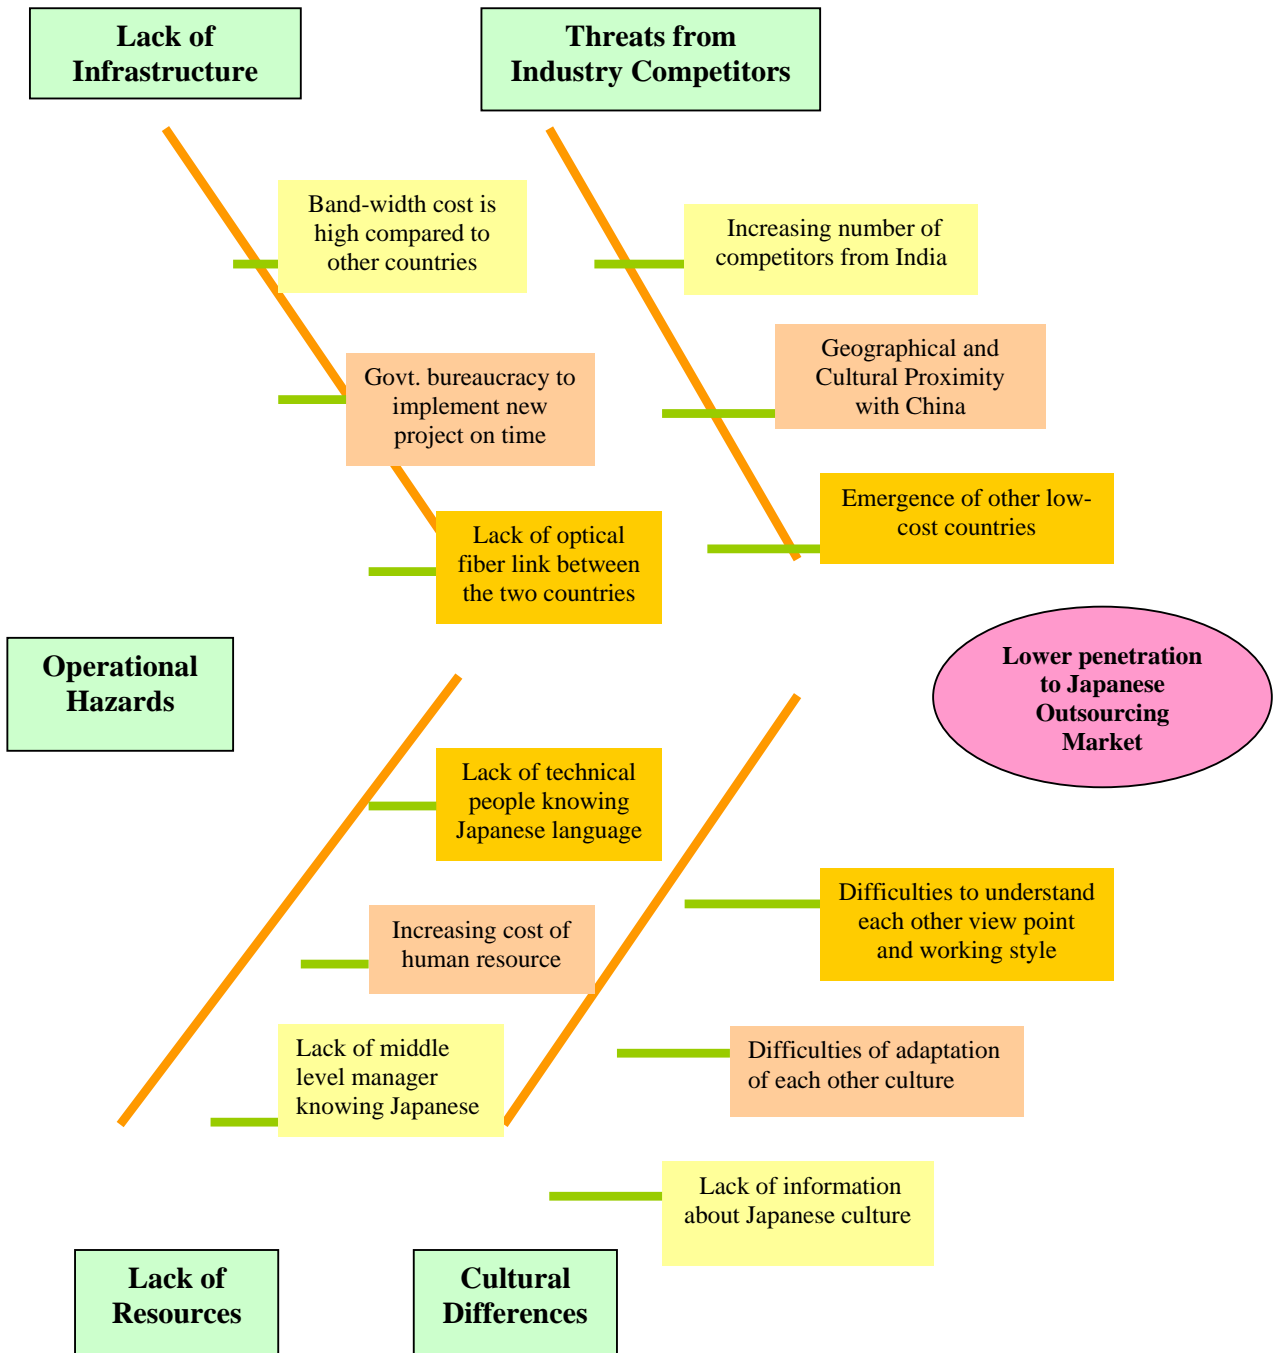 Lack of
Infrastructure
Threats from
Industry Competitors
Band-width cost is
high compared to
other countries
Increasing number of
competitors from India
Govt. bureaucracy to
implement new
project on time
Geographical and
Cultural Proximity
with China
Lack of optical
fiber link between
the two countries
Emergence of other low-
cost countries
Operational
Hazards
Lower penetration
to Japanese
Outsourcing
Market
Lack of technical
people knowing
Japanese language
Difficulties to understand
each other view point
and working style
Increasing cost of
human resource
Lack of middle
level manager
knowing Japanese
Difficulties of adaptation
of each other culture
Lack of information
about Japanese culture
Lack of
Resources
Cultural
Differences